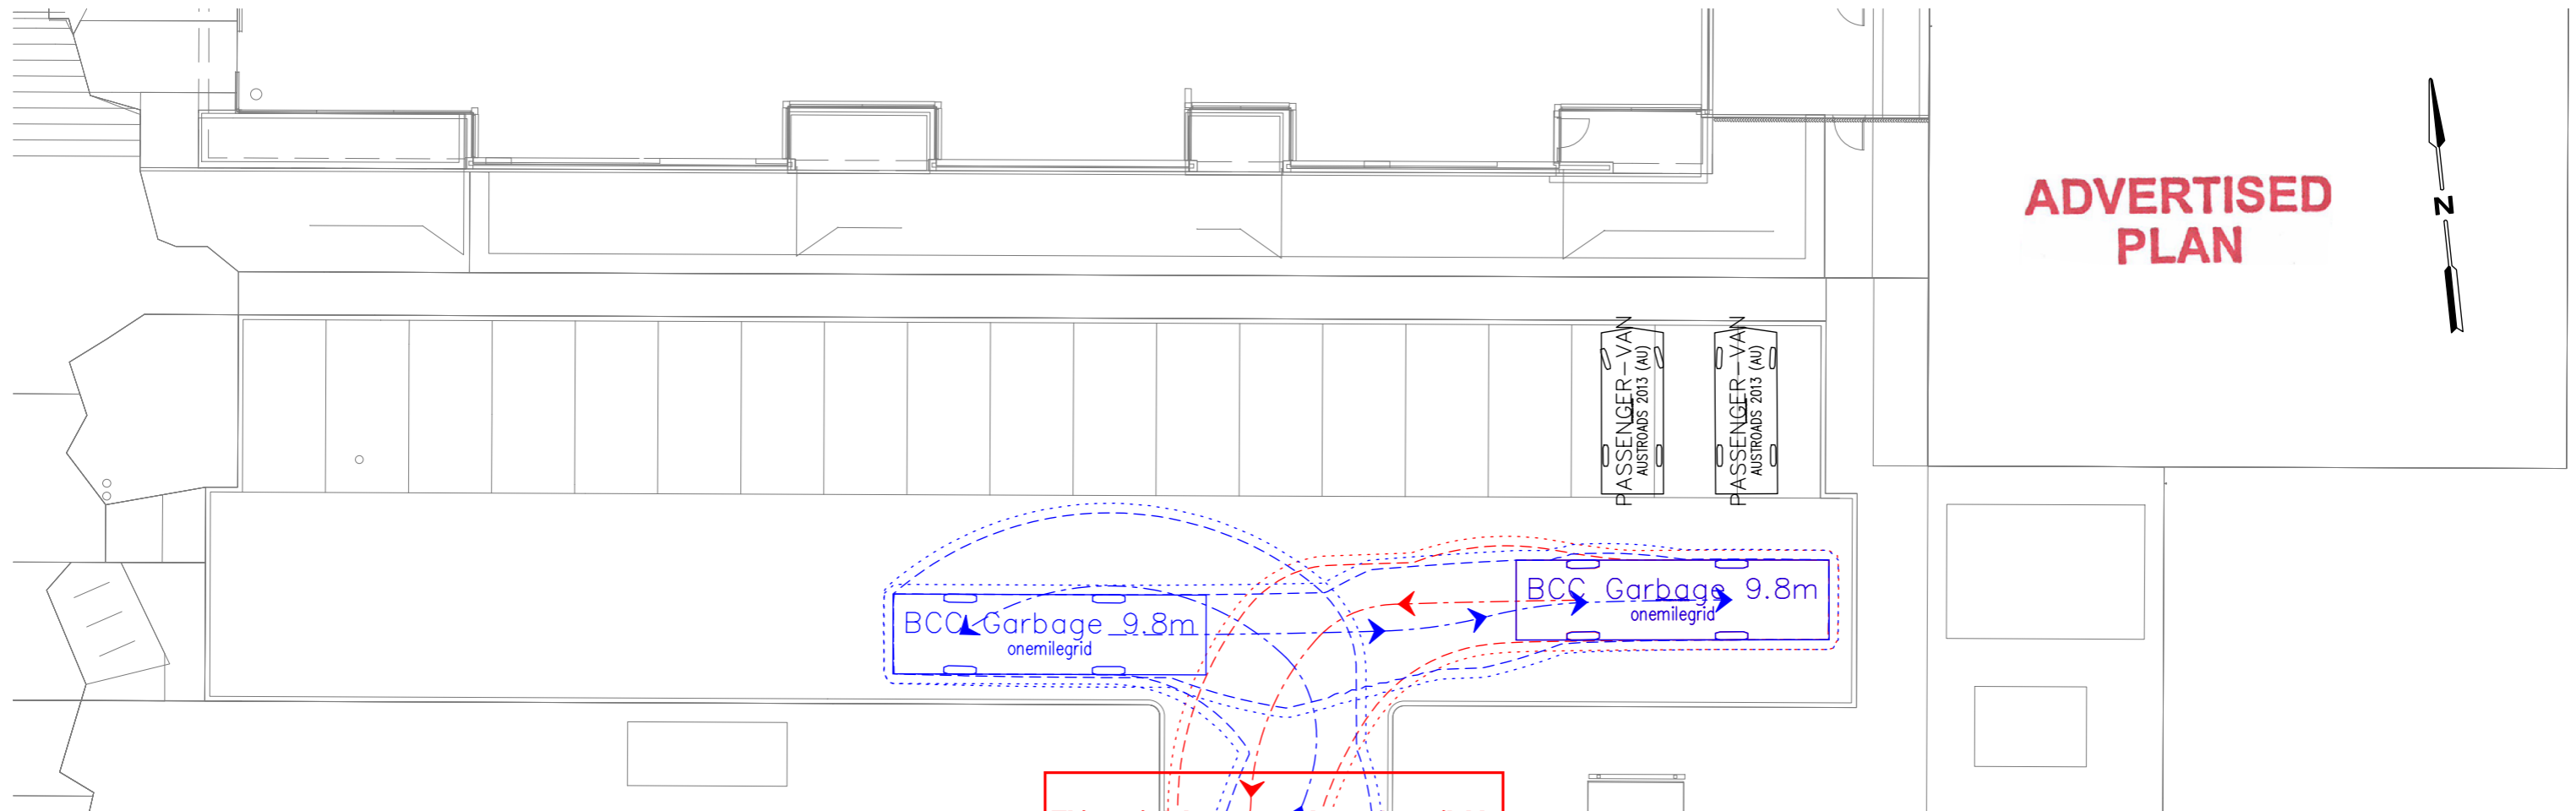 ADVERTISED
PLAN
N
PASSENGER-VAN
AUSTROADS 2013 (AU)
PASSENGER-VAN
AUSTROADS 2013 (AU)
BCC Garbage 9.8m
onemilegrid
BCC Garbage 9.8m
onemilegrid